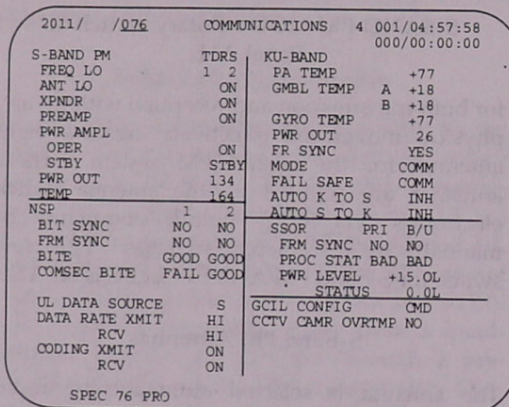 2011/ / /076 COMMUNICATIONS 4 001/04:57:58
000/00:00:00
S-BAND PM TDRS KU-BAND
FREQ LO 1 2 PA TEMP +77
ANT LO ON GMBL TEMP A +18
XPNDR ON B +18
PREAMP ON GYRO TEMP +77
PWR AMPL PWR OUT 26
OPER ON FR SYNC YES
STBY STBY MODE COMM
PWR OUT 134 FAIL SAFE COMM
TEMP 164 AUTO K TO S INH
NSP 1 2 AUTO S TO K INH
BIT SYNC NO NO SSOR PRI B/U
FRM SYNC NO NO FRM SYNC NO NO
BITE GOOD GOOD PROC STAT BAD BAD
COMSEC BITE FAIL GOOD PWR LEVEL +15.0L
STATUS 0.0L
UL DATA SOURCE S GCIL CONFIG CMD
DATA RATE XMIT HI CCTV CAMR OVRTMP NO
RCV HI
CODING XMIT ON
RCV ON
SPEC 76 PRO